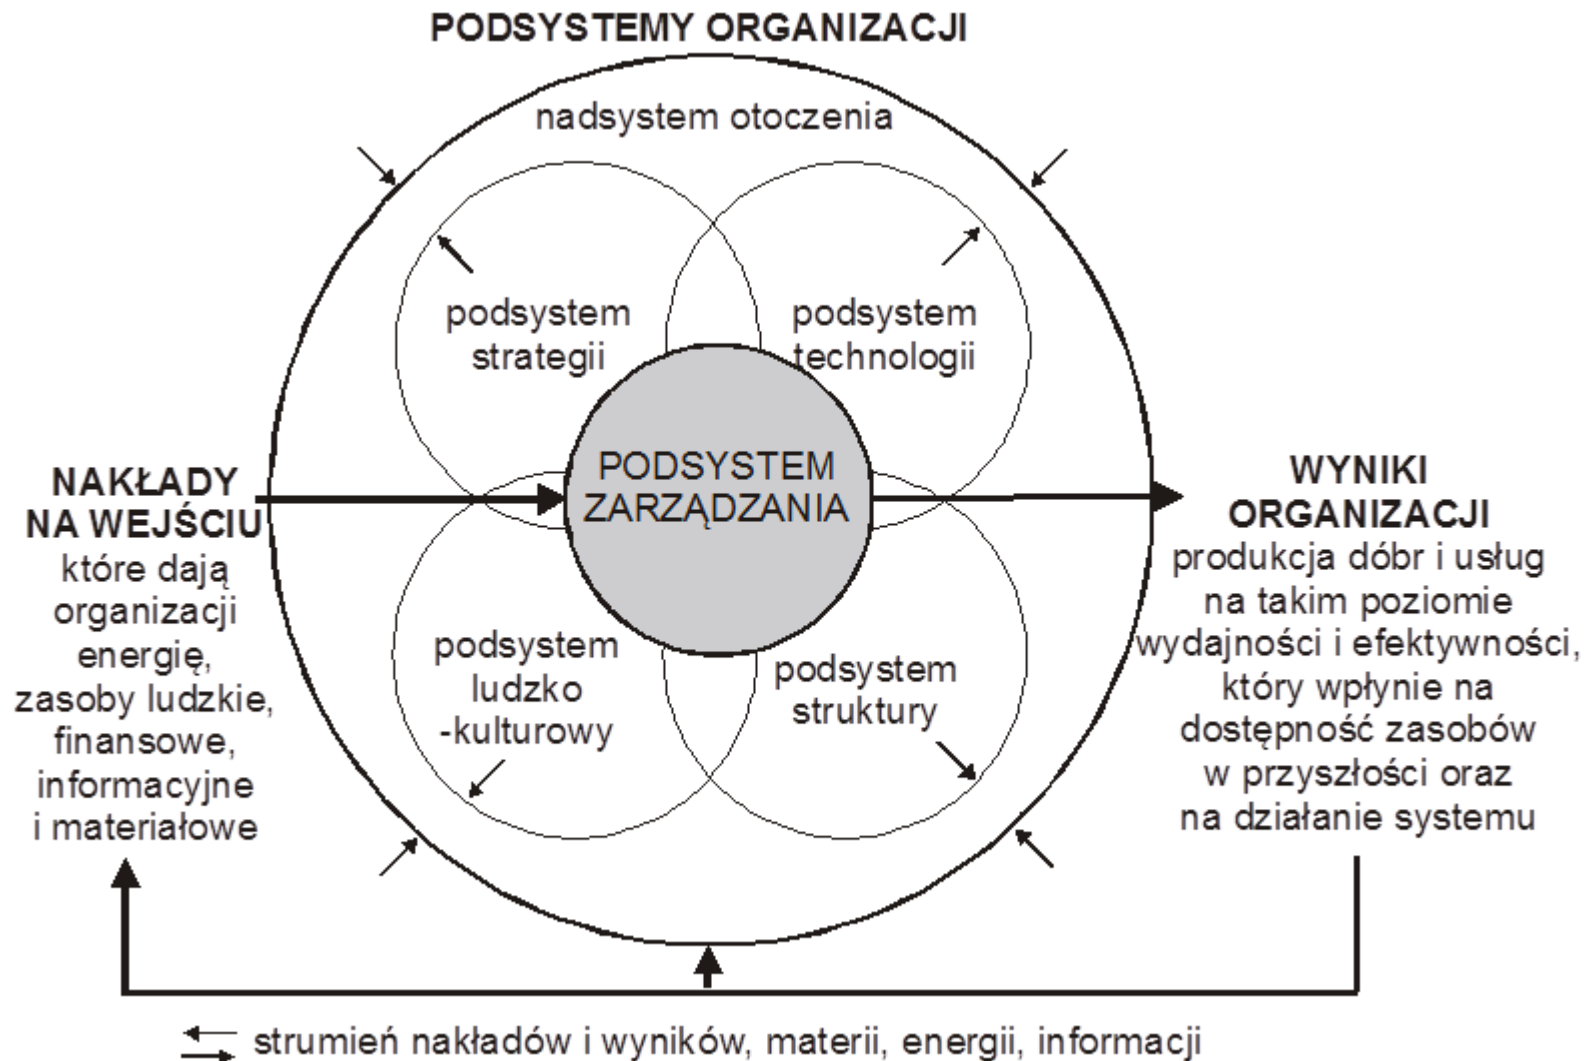 PODSYSTEMY ORGANIZACJI
nadsystem otoczenia
podsystem
strategii
podsystem
technologii
PODSYSTEM
ZARZĄDZANIA
NAKŁADY
NA WEJŚCIU
które dają
organizacji
energię,
zasoby ludzkie,
finansowe,
informacyjne
i materiałowe
WYNIKI
ORGANIZACJI
produkcja dóbr i usług
na takim poziomie
wydajności i efektywności,
który wpłynie na
dostępność zasobów
w przyszłości oraz
na działanie systemu
podsystem
ludzko
-kulturowy
podsystem
struktury
strumień nakładów i wyników, materii, energii, informacji